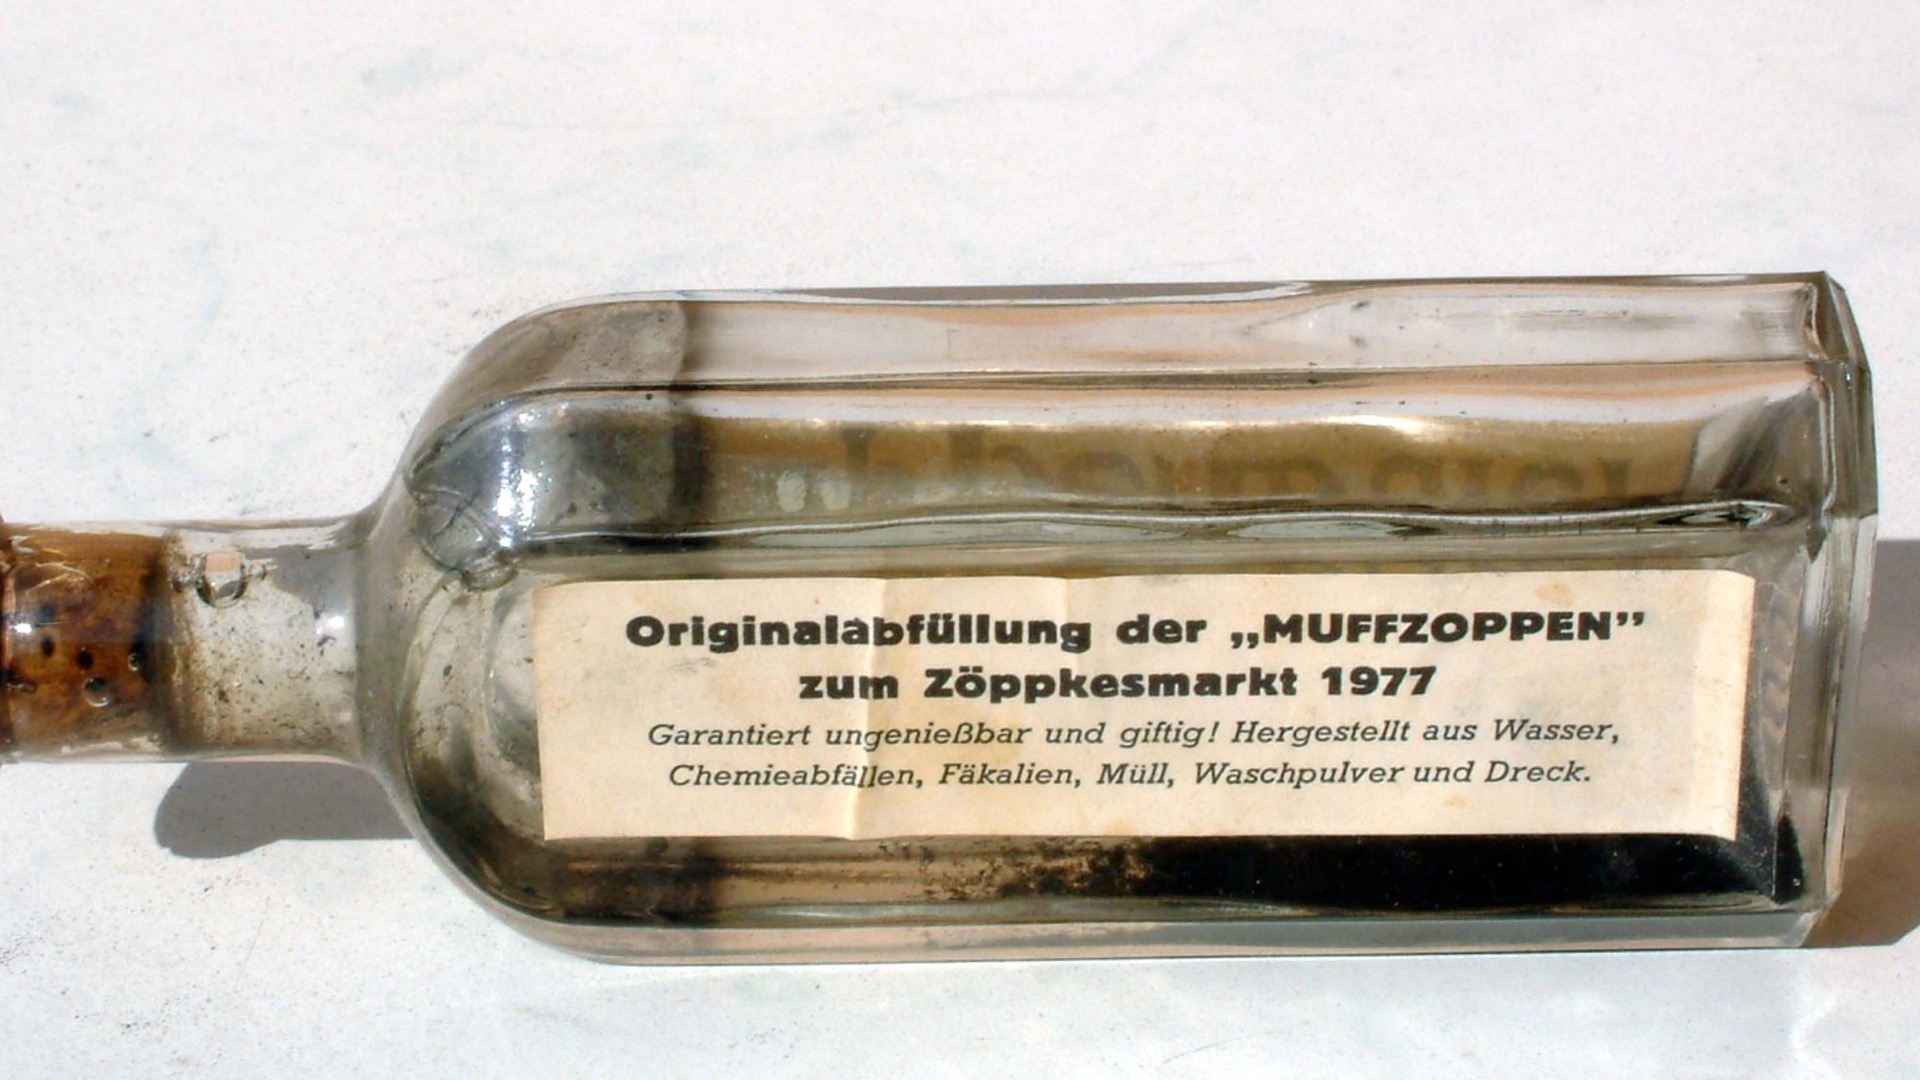 Originalabfüllung der „MUFFZOPPEN”
zum Zöppkesmarkt 1977
Garantiert ungenießbar und giftig! Hergestellt aus Wasser,
Chemieabfällen, Fäkalien, Müll, Waschpulver und Dreck.